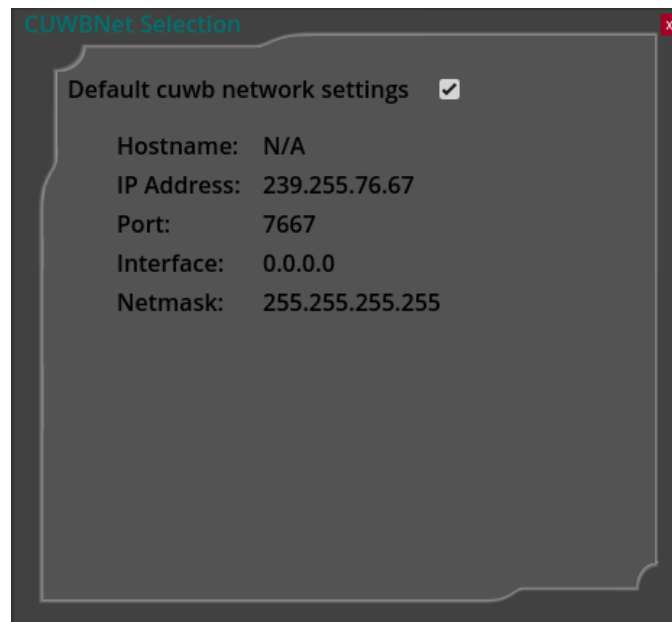 CUWBNet Selection
x
Default cuwb network settings
Hostname: N/A
IP Address: 239.255.76.67
Port: 7667
Interface: 0.0.0.0
Netmask: 255.255.255.255